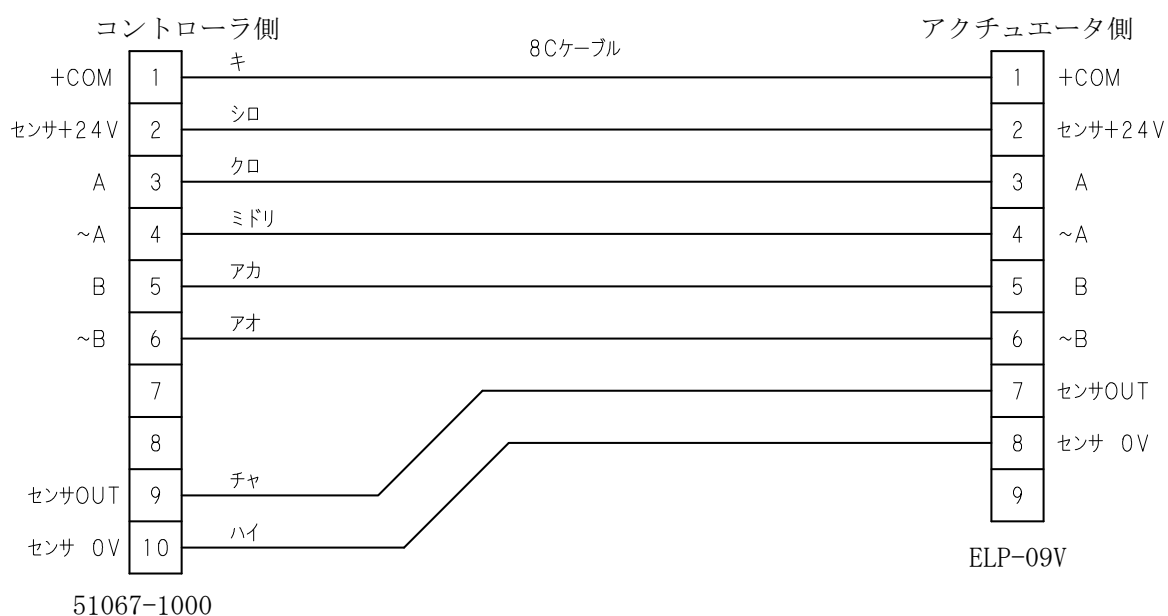 コントローラ側 8Cケーブル アクチュエータ側
+COM 1 キ 1 +COM
センサ+24V 2 シロ 2 センサ+24V
A 3 クロ 3 A
~A 4 ミドリ 4 ~A
B 5 アカ 5 B
~B 6 アオ 6 ~B
7 7 センサOUT
8 8 センサ 0V
センサOUT 9 チャ 9
センサ 0V 10 ハイ
ELP-09V
51067-1000